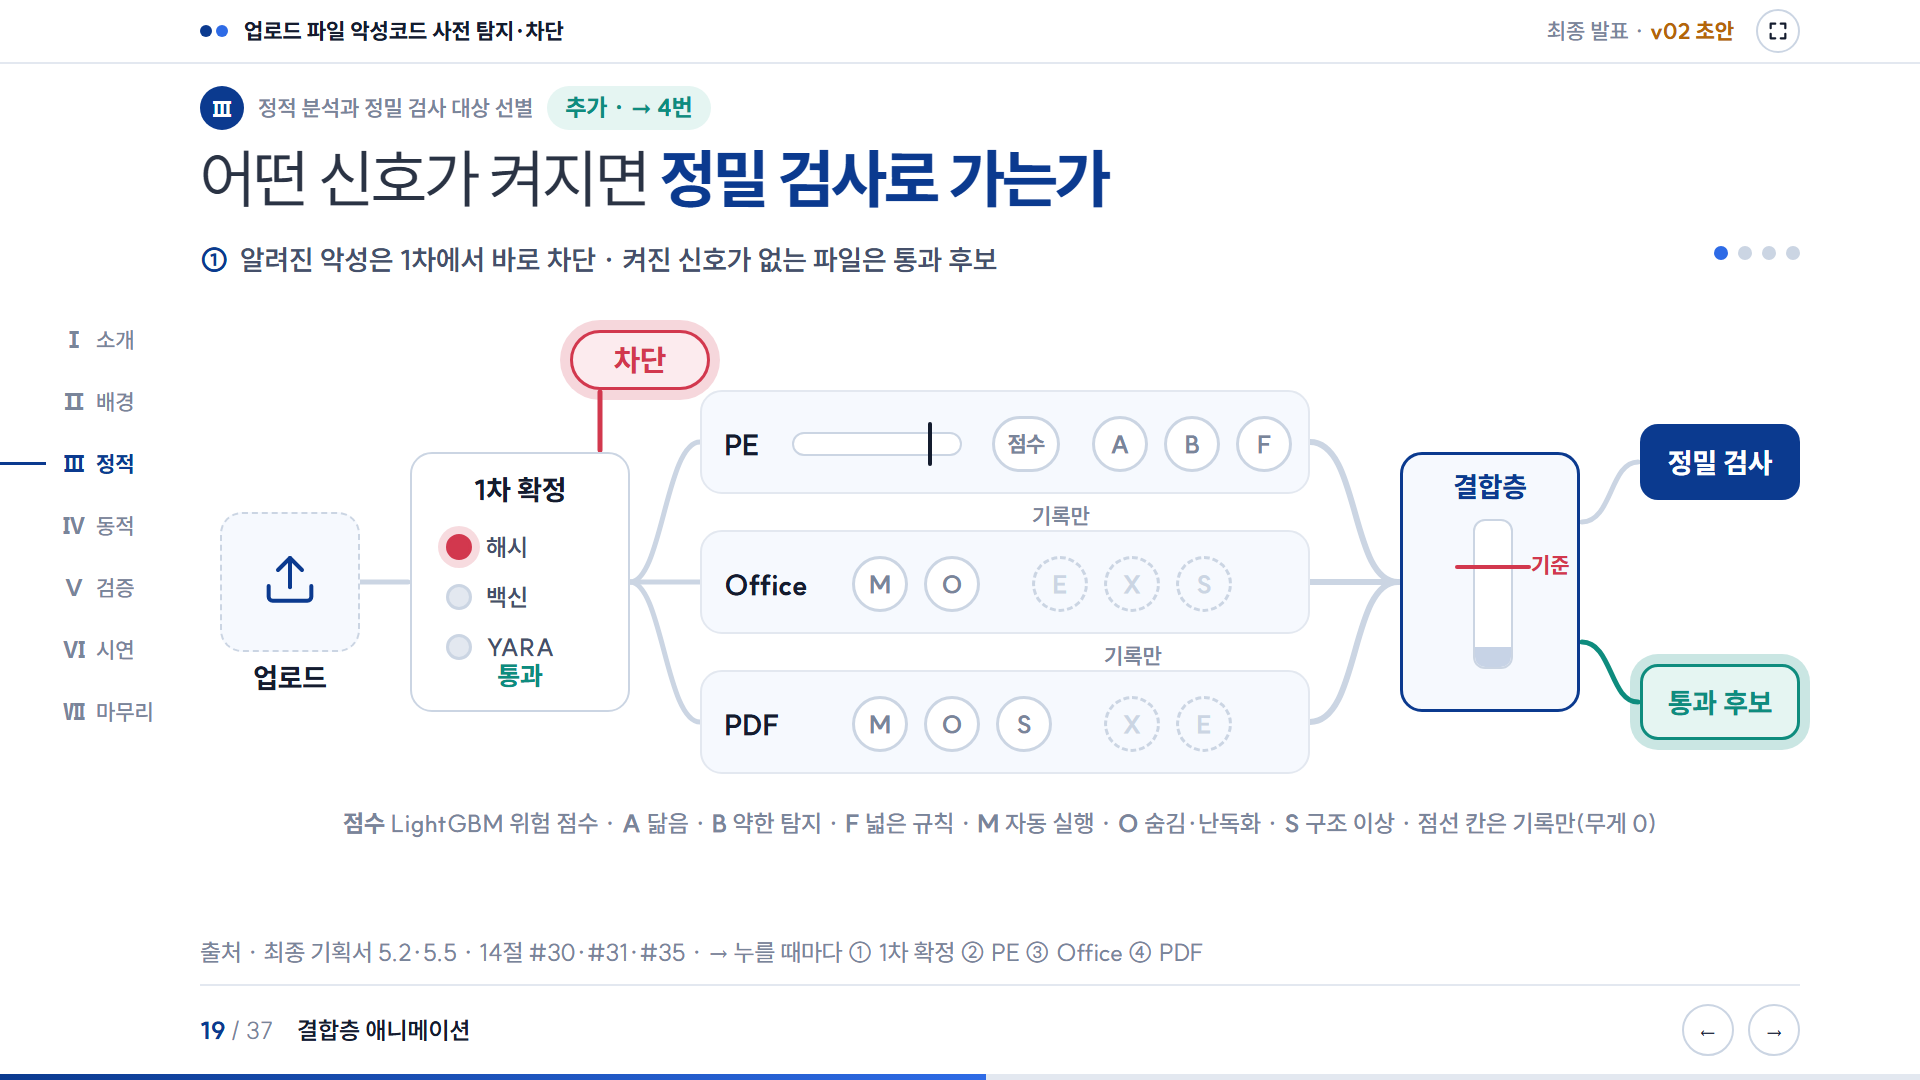 업로드 파일 악성코드 사전 탐지·차단
최종 발표 · v02 초안
Ⅲ 정적 분석과 정밀 검사 대상 선별 추가 · → 4번
어떤 신호가 켜지면 정밀 검사로 가는가
① 알려진 악성은 1차에서 바로 차단 · 켜진 신호가 없는 파일은 통과 후보
Ⅰ 소개
Ⅱ 배경
Ⅲ 정적
Ⅳ 동적
Ⅴ 검증
Ⅵ 시연
Ⅶ 마무리
업로드
차단
1차 확정
해시
백신
YARA
통과
PE 점수 A B F
기록만
Office M O E X S
기록만
PDF M O S X E
결합층
기준
정밀 검사
통과 후보
점수 LightGBM 위험 점수 · A 닮음 · B 약한 탐지 · F 넓은 규칙 · M 자동 실행 · O 숨김·난독화 · S 구조 이상 · 점선 칸은 기록만(무게 0)
출처 · 최종 기획서 5.2·5.5 · 14절 #30·#31·#35 · → 누를 때마다 ① 1차 확정 ② PE ③ Office ④ PDF
19 / 37 결합층 애니메이션
← →